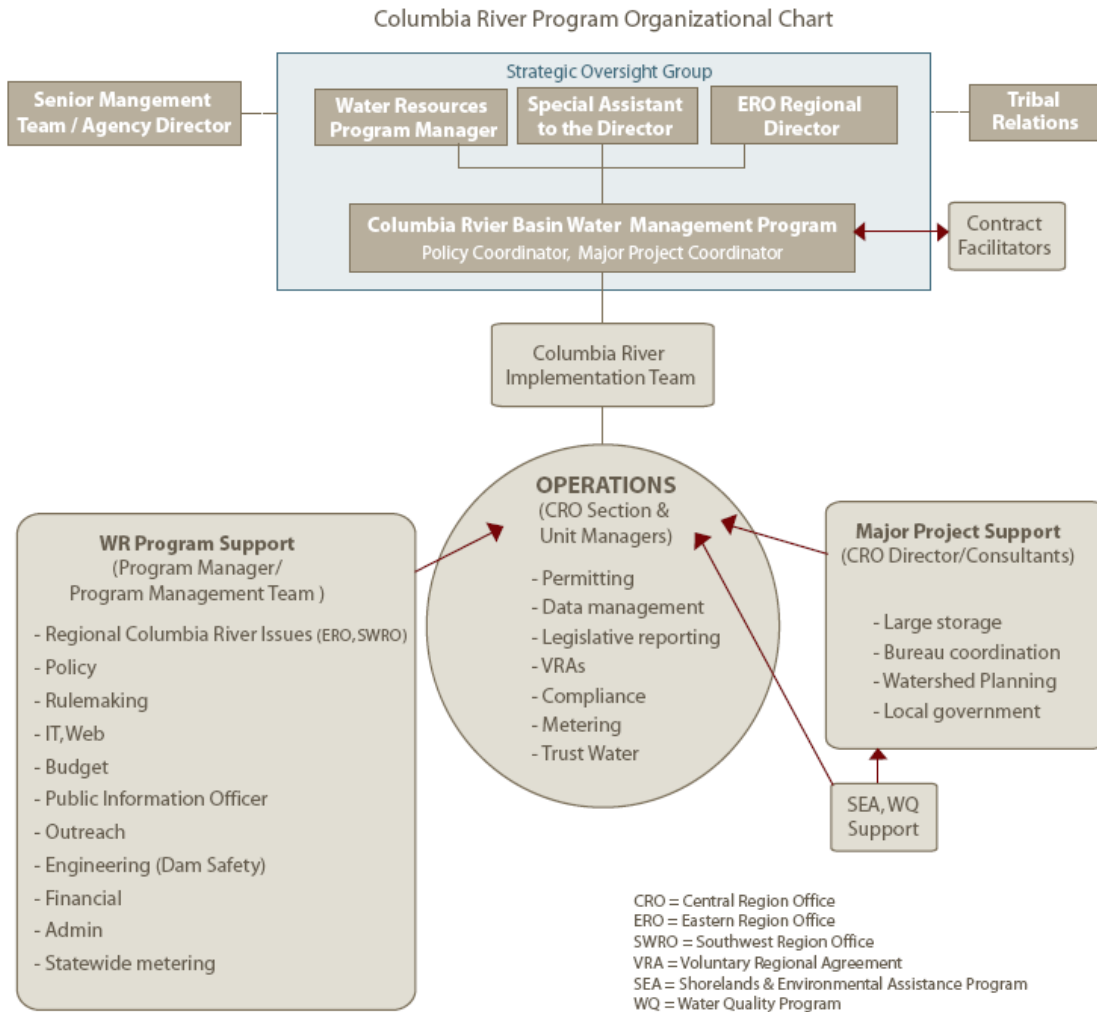 Columbia River Program Organizational Chart
Strategic Oversight Group
Senior Mangement
Team / Agency Director
Water Resources
Program Manager
Special Assistant
to the Director
ERO Regional
Director
Tribal
Relations
Columbia Rvier Basin Water Management Program
Policy Coordinator, Major Project Coordinator
Contract
Facilitators
Columbia River
Implementation Team
OPERATIONS
(CRO Section &
Unit Managers)
- Permitting
- Data management
- Legislative reporting
- VRAs
- Compliance
- Metering
- Trust Water
WR Program Support
(Program Manager/
Program Management Team )
- Regional Columbia River Issues (ERO, SWRO)
- Policy
- Rulemaking
- IT, Web
- Budget
- Public Information Officer
- Outreach
- Engineering (Dam Safety)
- Financial
- Admin
- Statewide metering
Major Project Support
(CRO Director/Consultants)
- Large storage
- Bureau coordination
- Watershed Planning
- Local government
SEA, WQ
Support
CRO = Central Region Office
ERO = Eastern Region Office
SWRO = Southwest Region Office
VRA = Voluntary Regional Agreement
SEA = Shorelands & Environmental Assistance Program
WQ = Water Quality Program